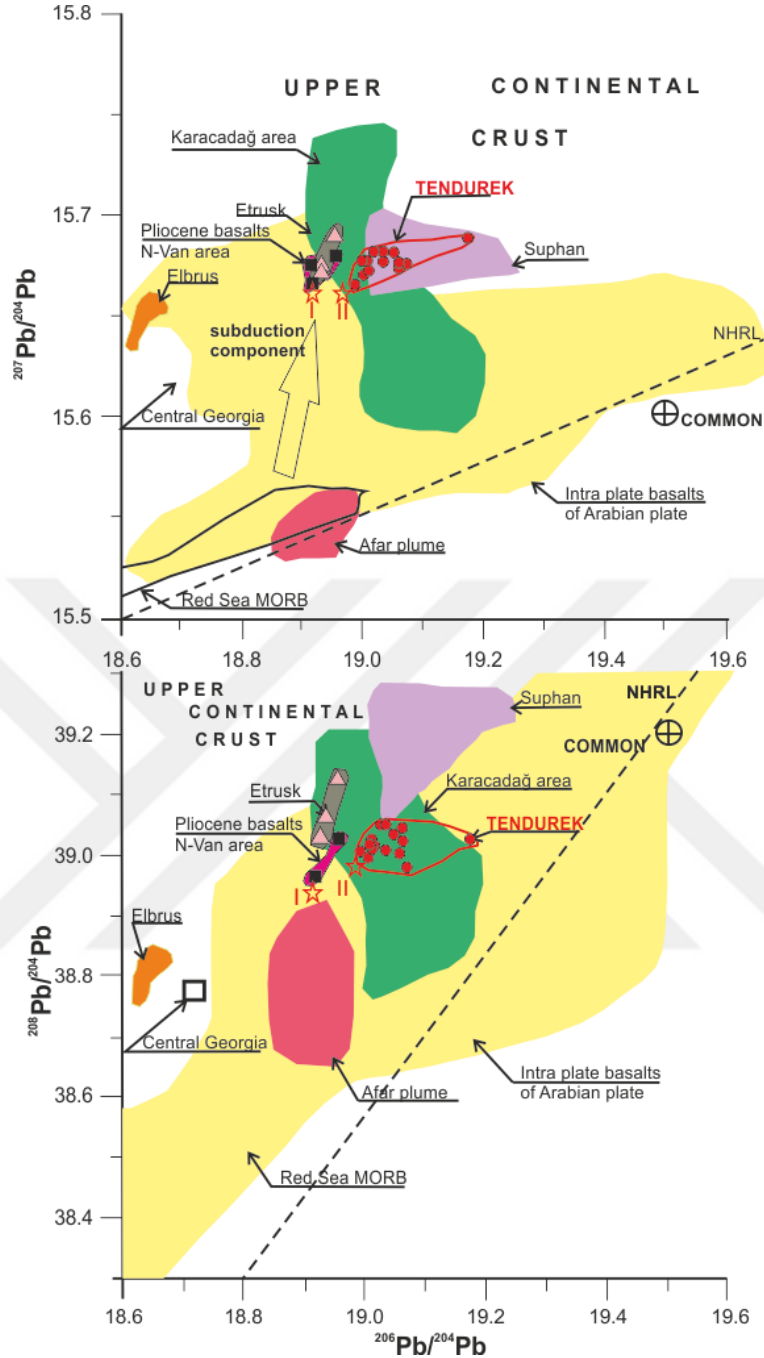 15.8
UPPER CONTINENTAL
CRUST
Karacadağ area
TENDUREK
Etrusk
15.7
Pliocene basalts
N-Van area
Suphan
Elbrus
I II
207Pb/204Pb
subduction
component
NHRL
15.6
Central Georgia
COMMON
Intra plate basalts
of Arabian plate
Afar plume
Red Sea MORB
15.5
18.6 18.8 19.0 19.2 19.4 19.6
UPPER
CONTINENTAL
CRUST
Suphan
NHRL
39.2
COMMON
Karacadağ area
Etrusk
Pliocene basalts
N-Van area
TENDUREK
39.0
I II
Elbrus
38.8
208Pb/204Pb
Central Georgia
Intra plate basalts
of Arabian plate
Afar plume
38.6
Red Sea MORB
38.4
18.6 18.8 19.0 19.2 19.4 19.6
206Pb/204Pb